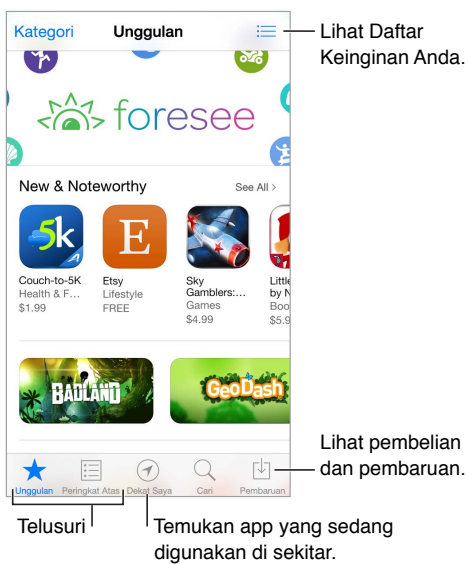 Kategori Unggulan
Lihat Daftar
Keinginan Anda.
foresee
New & Noteworthy See All >
5k
E
Couch-to-5K
Health & F...
$1.99
Etsy
Lifestyle
FREE
Sky
Gamblers:...
Games
$4.99
Little
by N
Boo
$5.9
BADLAND
GeoDash
Lihat pembelian
dan pembaruan.
Unggulan Peringkat Atas Dekat Saya Cari Pembaruan
Telusuri
Temukan app yang sedang
digunakan di sekitar.